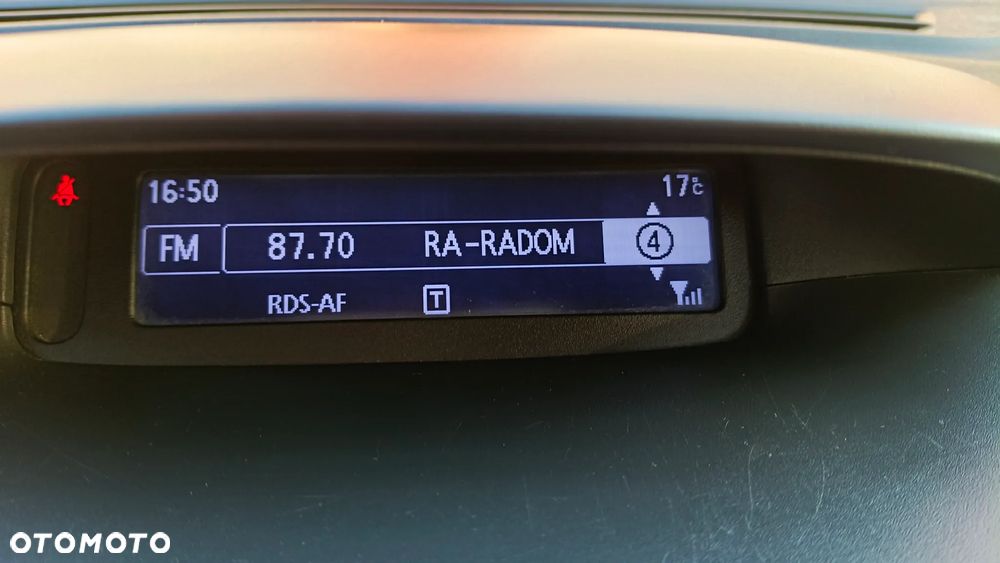 16:50 17°C
FM 87.70 RA-RADOM 4
RDS-AF T
OTOMOTO